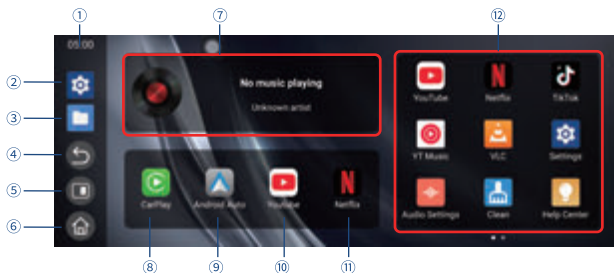 ① ⑦ ⑫
05:00
②
③
④
⑤
⑥
No music playing
Unknown artist
CarPlay Android Auto Youtube Netflix
YouTube Netflix TikTok
YT Music VLC Settings
Audio Settings Clean Help Center
⑧ ⑨ ⑩ ⑪